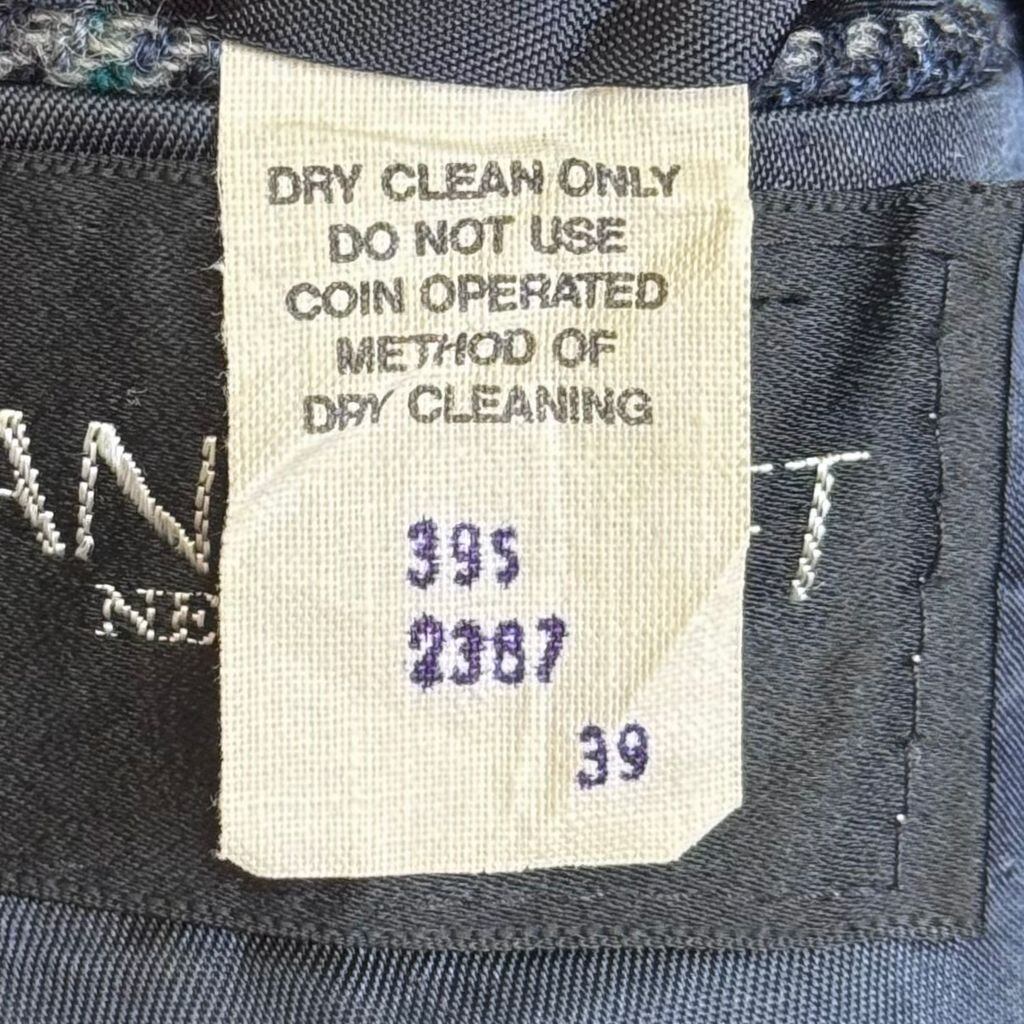 DRY CLEAN ONLY
DO NOT USE
COIN OPERATED
METHOD OF
DRY CLEANING
39S
2387
39